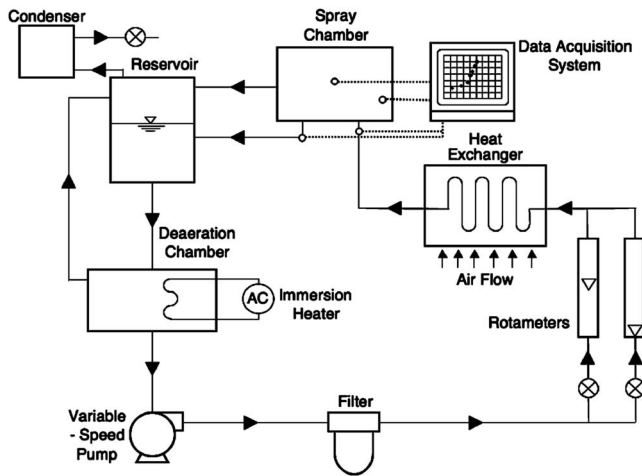 Condenser
Spray
Chamber
Data Acquisition
System
Reservoir
Heat
Exchanger
Deaeration
Chamber
Air Flow
AC
Immersion
Heater
Rotameters
Variable
- Speed
Pump
Filter